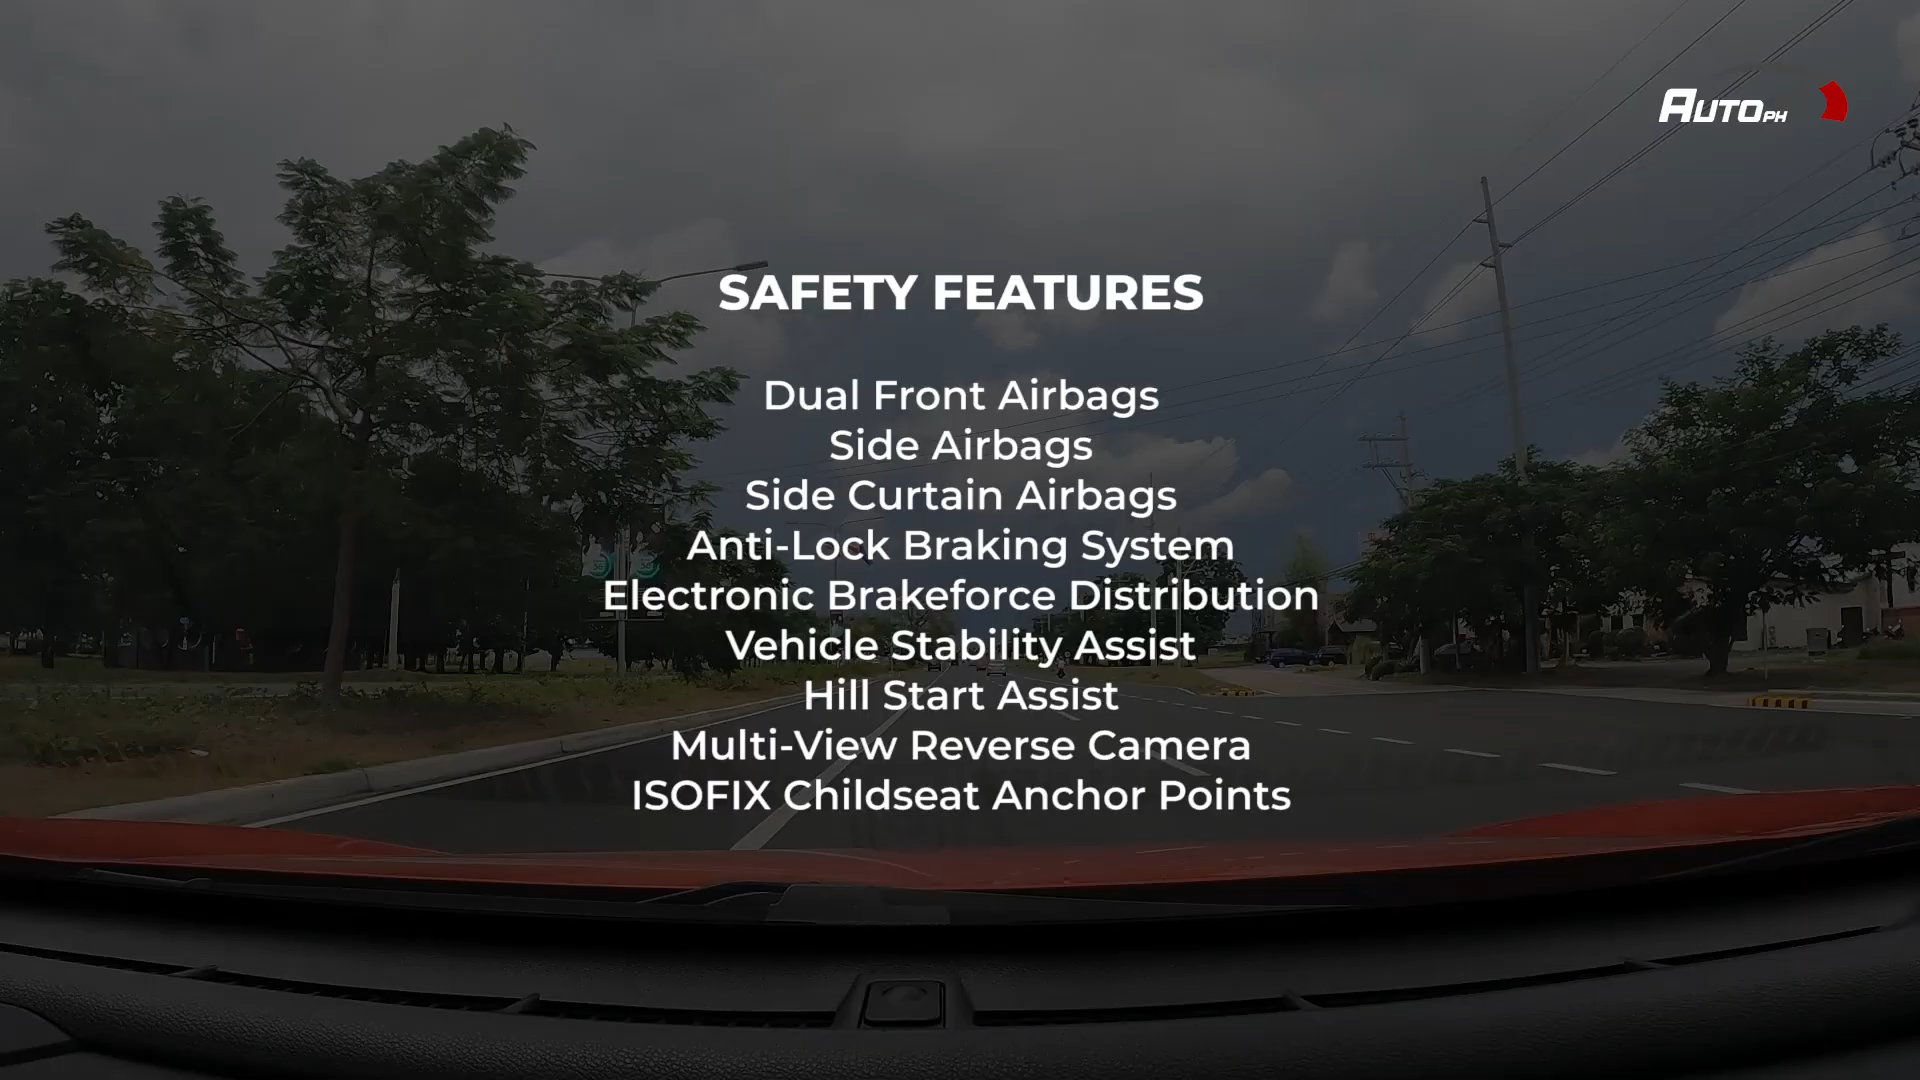 AUTOPH
SAFETY FEATURES
Dual Front Airbags
Side Airbags
Side Curtain Airbags
Anti-Lock Braking System
Electronic Brakeforce Distribution
Vehicle Stability Assist
Hill Start Assist
Multi-View Reverse Camera
ISOFIX Childseat Anchor Points